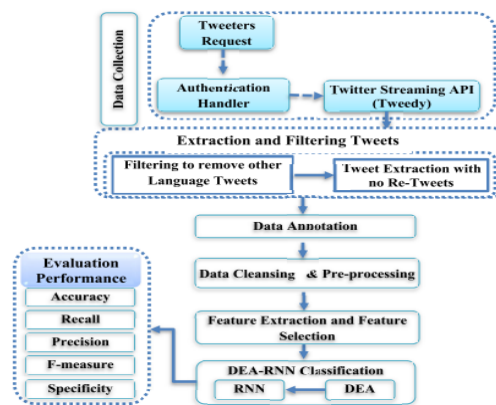 Data Collection
Tweeters
Request
Authentication
Handler
Twitter Streaming API
(Tweedy)
Extraction and Filtering Tweets
Filtering to remove other
Language Tweets
Tweet Extraction with
no Re-Tweets
Data Annotation
Data Cleansing & Pre-processing
Feature Extraction and Feature
Selection
DEA-RNN Classification
RNN
DEA
Evaluation
Performance
Accuracy
Recall
Precision
F-measure
Specificity